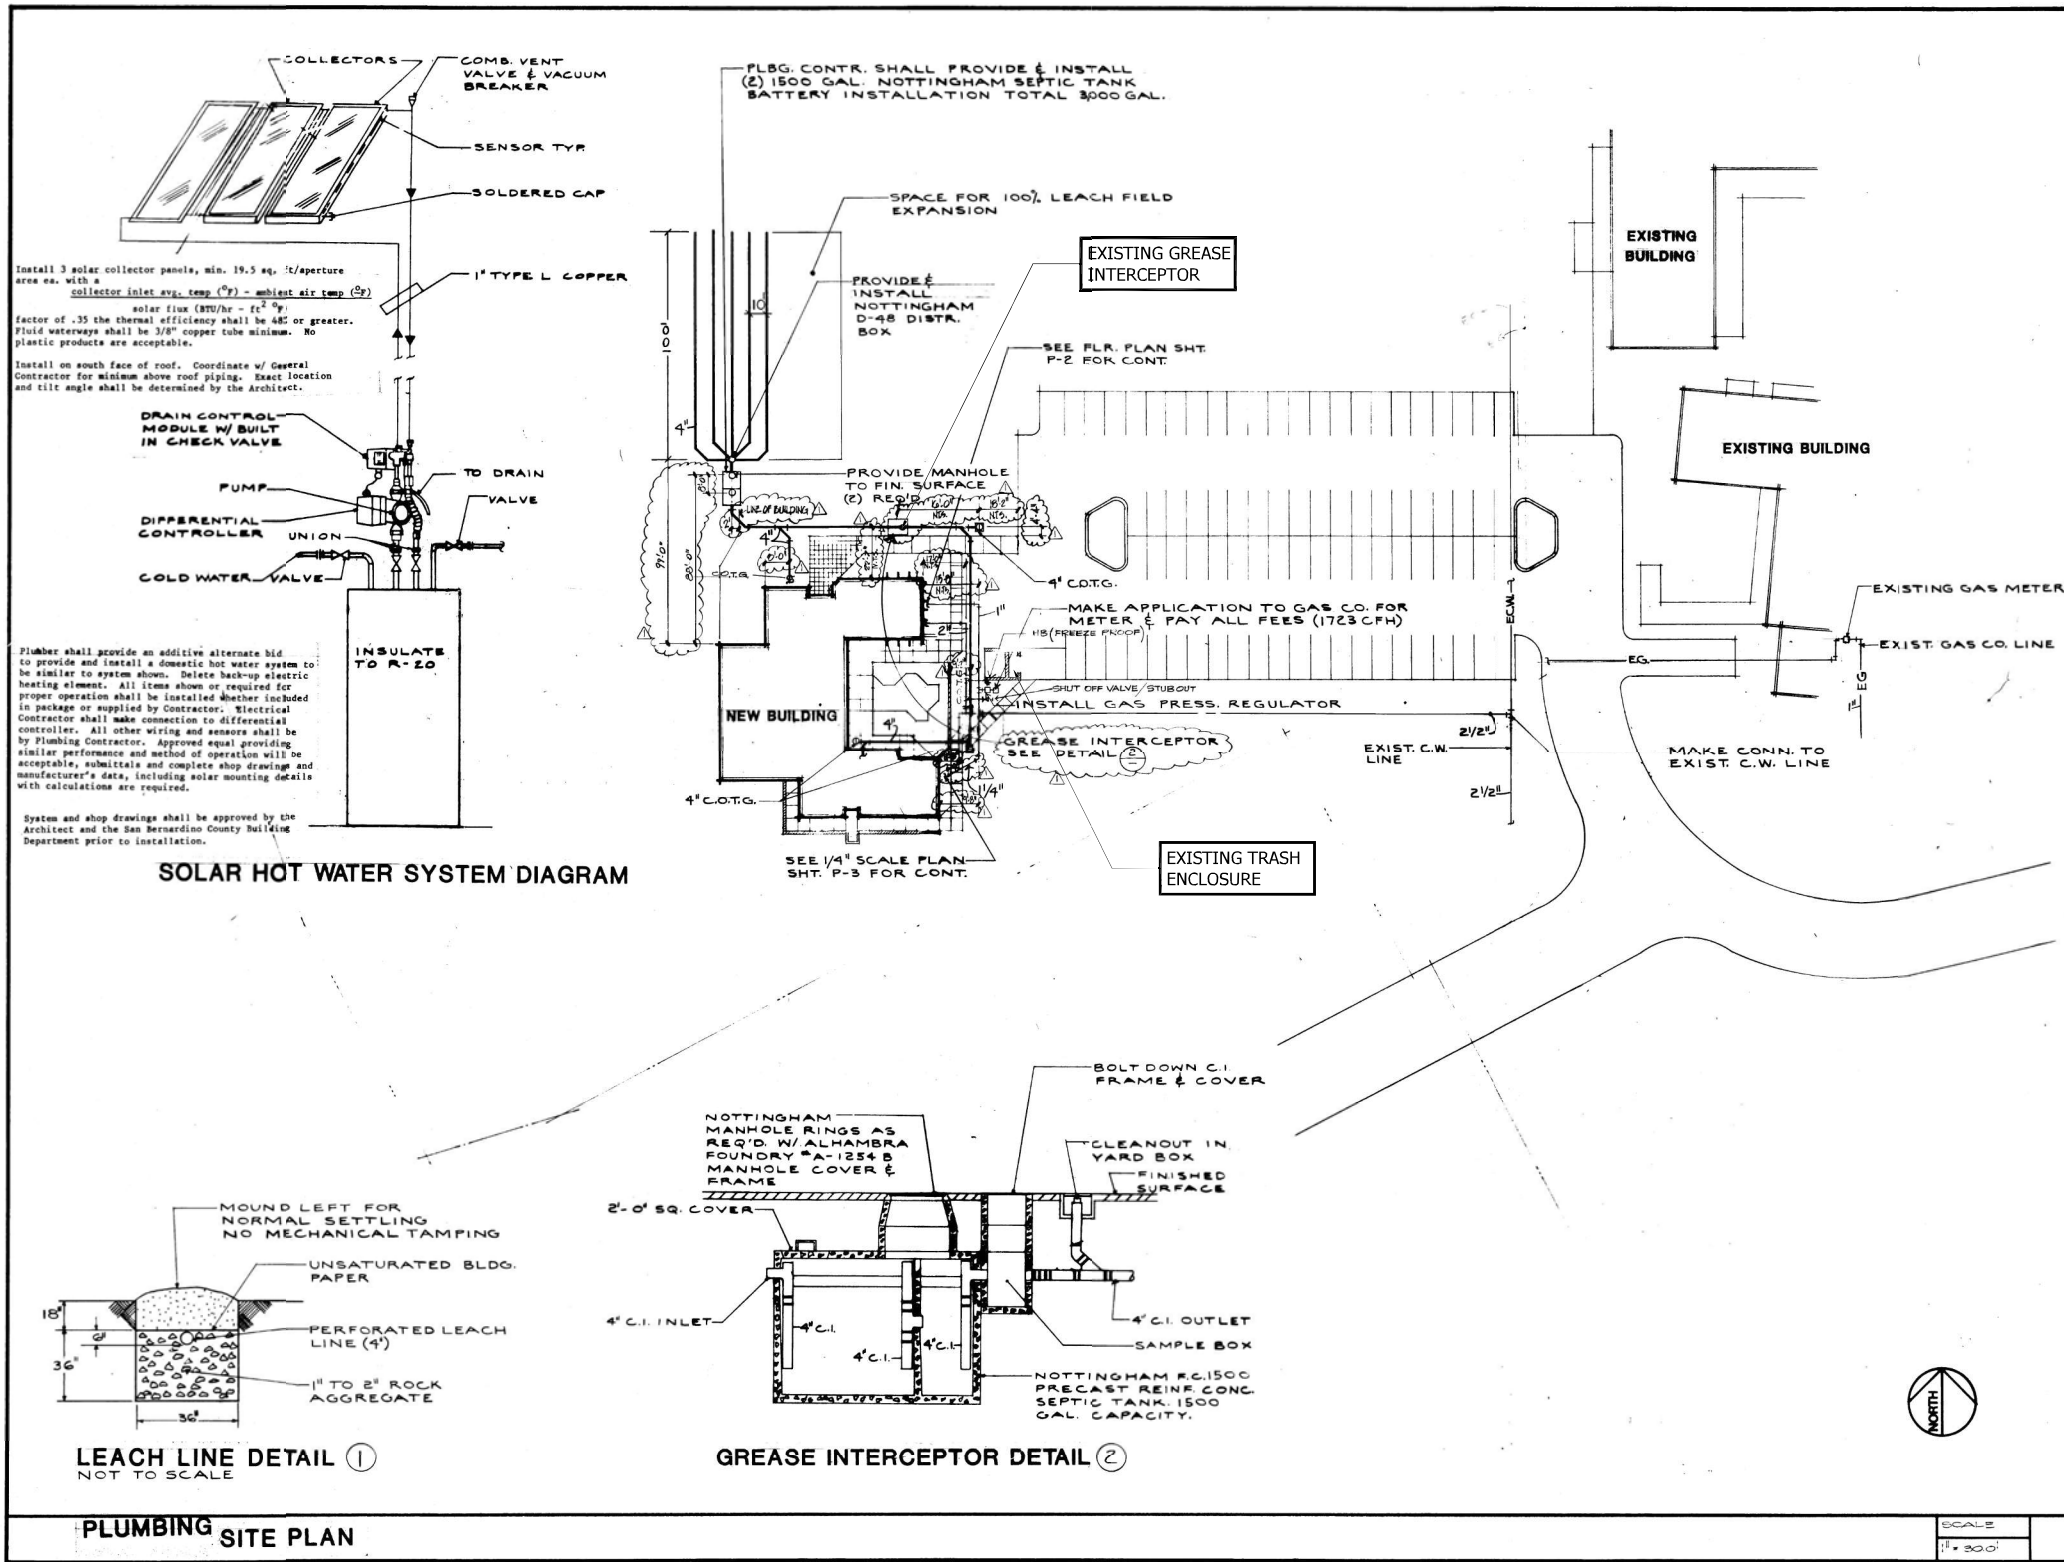 COLLECTORS
COMB. VENT
VALVE & VACUUM
BREAKER
SENSOR TYP.
SOLDERED CAP
1" TYPE L COPPER
Install 3 solar collector panels, min. 19.5 sq. ft/aperture
area ea. with a
collector inlet avg. temp (°F) - ambient air temp (°F)
solar flux (BTU/hr - ft² °F)
factor of .35 the thermal efficiency shall be 48% or greater.
Fluid waterways shall be 3/8" copper tube minimum. No
plastic products are acceptable.
Install on south face of roof. Coordinate w/ General
Contractor for minimum above roof piping. Exact location
and tilt angle shall be determined by the Architect.
DRAIN CONTROL
MODULE W/ BUILT
IN CHECK VALVE
TO DRAIN
PUMP
VALVE
DIFFERENTIAL
CONTROLLER
UNION
COLD WATER
VALVE
INSULATE
TO R-20
Plumber shall provide an additive alternate bid
to provide and install a domestic hot water system to
be similar to system shown. Delete back-up electric
heating element. All items shown or required for
proper operation shall be installed whether included
in package or supplied by Contractor. Electrical
Contractor shall make connection to differential
controller. All other wiring and sensors shall be
by Plumbing Contractor. Approved equal providing
similar performance and method of operation will be
acceptable, submittals and complete shop drawings and
manufacturer's data, including solar mounting details
with calculations are required.
System and shop drawings shall be approved by the
Architect and the San Bernardino County Building
Department prior to installation.
SOLAR HOT WATER SYSTEM DIAGRAM
PLBG. CONTR. SHALL PROVIDE & INSTALL
(2) 1500 GAL. NOTTINGHAM SEPTIC TANK
BATTERY INSTALLATION TOTAL 3,000 GAL.
SPACE FOR 100% LEACH FIELD
EXPANSION
EXISTING GREASE
INTERCEPTOR
PROVIDE &
INSTALL
NOTTINGHAM
D-48 DISTR.
BOX
100'
10'
4"
SEE FLR. PLAN SHT.
P-2 FOR CONT.
PROVIDE MANHOLE
TO FIN. SURFACE
(2) REQ'D
LINE OF BUILDING
16'-0"
N.T.S.
18'-2"
N.T.S.
4'-4"
99'-0"
88'-0"
4"
C.O.T.G.
4" C.O.T.G.
1"
2"
MAKE APPLICATION TO GAS CO. FOR
METER & PAY ALL FEES (1723 CFH)
HB (FREEZE PROOF)
SHUT OFF VALVE/STUBOUT
INSTALL GAS PRESS. REGULATOR
C.O.T.G.
NEW BUILDING
4"
GREASE INTERCEPTOR
SEE DETAIL 2
4" C.O.T.G.
1 1/4"
SEE 1/4" SCALE PLAN
SHT. P-3 FOR CONT.
EXISTING TRASH
ENCLOSURE
E.C.W.
EXIST. C.W.
LINE
2 1/2"
2 1/2"
MAKE CONN. TO
EXIST. C.W. LINE
EXISTING
BUILDING
EXISTING BUILDING
EXISTING GAS METER
EXIST. GAS CO. LINE
EG
EG
1"
BOLT DOWN C.I.
FRAME & COVER
NOTTINGHAM
MANHOLE RINGS AS
REQ'D. W/ ALHAMBRA
FOUNDRY #A-1254 B
MANHOLE COVER &
FRAME
CLEANOUT IN
YARD BOX
FINISHED
SURFACE
2'-0" SQ. COVER
4" C.I. INLET
4" C.I.
4" C.I.
4" C.I.
4" C.I. OUTLET
SAMPLE BOX
NOTTINGHAM F.C.1500
PRECAST REINF. CONC.
SEPTIC TANK. 1500
GAL. CAPACITY.
GREASE INTERCEPTOR DETAIL 2
MOUND LEFT FOR
NORMAL SETTLING
NO MECHANICAL TAMPING
UNSATURATED BLDG.
PAPER
18"
6"
36"
PERFORATED LEACH
LINE (4")
1" TO 2" ROCK
AGGREGATE
36"
LEACH LINE DETAIL 1
NOT TO SCALE
NORTH
PLUMBING SITE PLAN
SCALE
1" = 30.0'